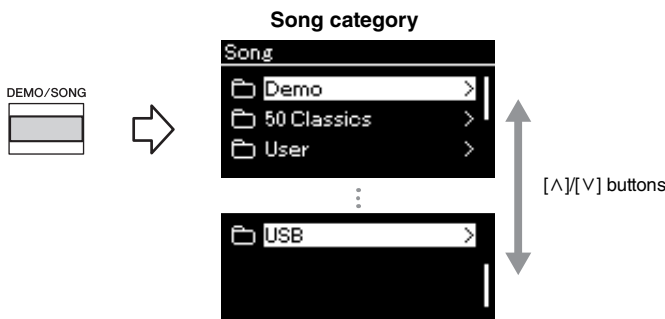 Song category
Song
DEMO/SONG
Demo >
50 Classics >
User >
[∧]/[∨] buttons
USB >